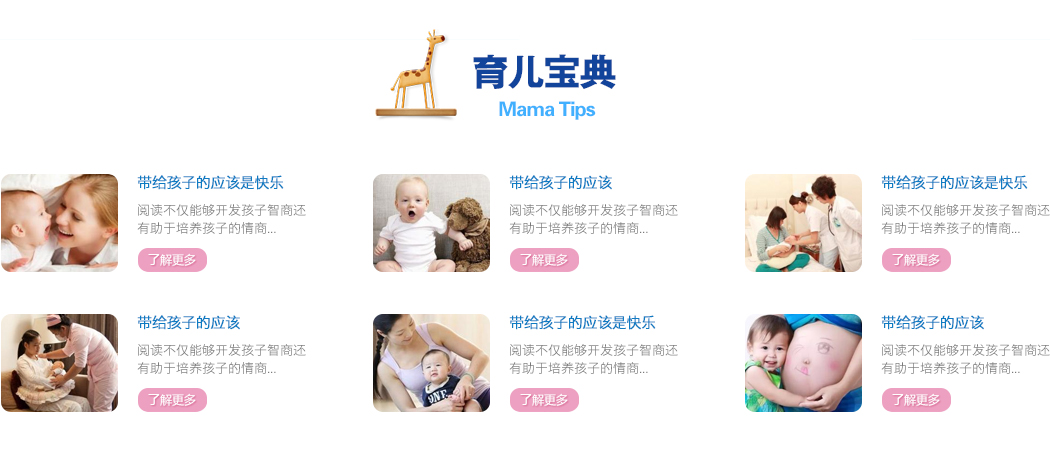 育儿宝典
Mama Tips
带给孩子的应该是快乐
阅读不仅能够开发孩子智商还
有助于培养孩子的情商...
了解更多
带给孩子的应该
阅读不仅能够开发孩子智商还
有助于培养孩子的情商...
了解更多
带给孩子的应该是快乐
阅读不仅能够开发孩子智商还
有助于培养孩子的情商...
了解更多
带给孩子的应该
阅读不仅能够开发孩子智商还
有助于培养孩子的情商...
了解更多
带给孩子的应该是快乐
阅读不仅能够开发孩子智商还
有助于培养孩子的情商...
了解更多
带给孩子的应该
阅读不仅能够开发孩子智商还
有助于培养孩子的情商...
了解更多